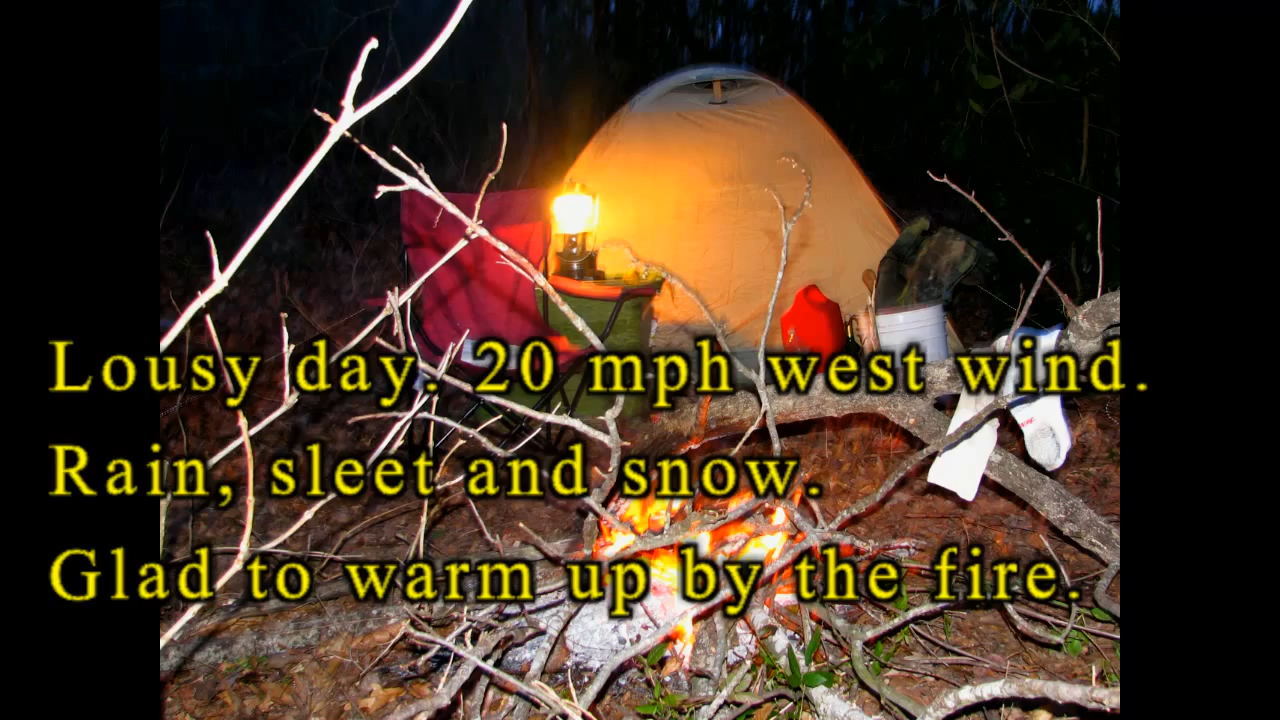 Lousy day. 20 mph west wind.
Rain, sleet and snow.
Glad to warm up by the fire.